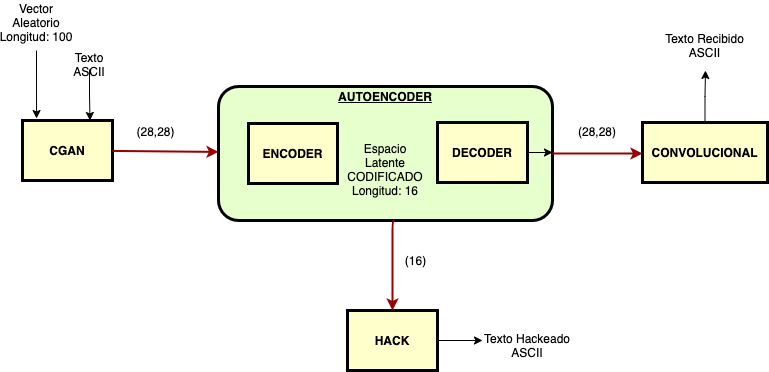 Vector
Aleatorio
Longitud: 100
Texto
ASCII
Texto Recibido
ASCII
AUTOENCODER
(28,28)
(28,28)
CGAN
ENCODER
Espacio
Latente
CODIFICADO
Longitud: 16
DECODER
CONVOLUCIONAL
(16)
HACK
Texto Hackeado
ASCII